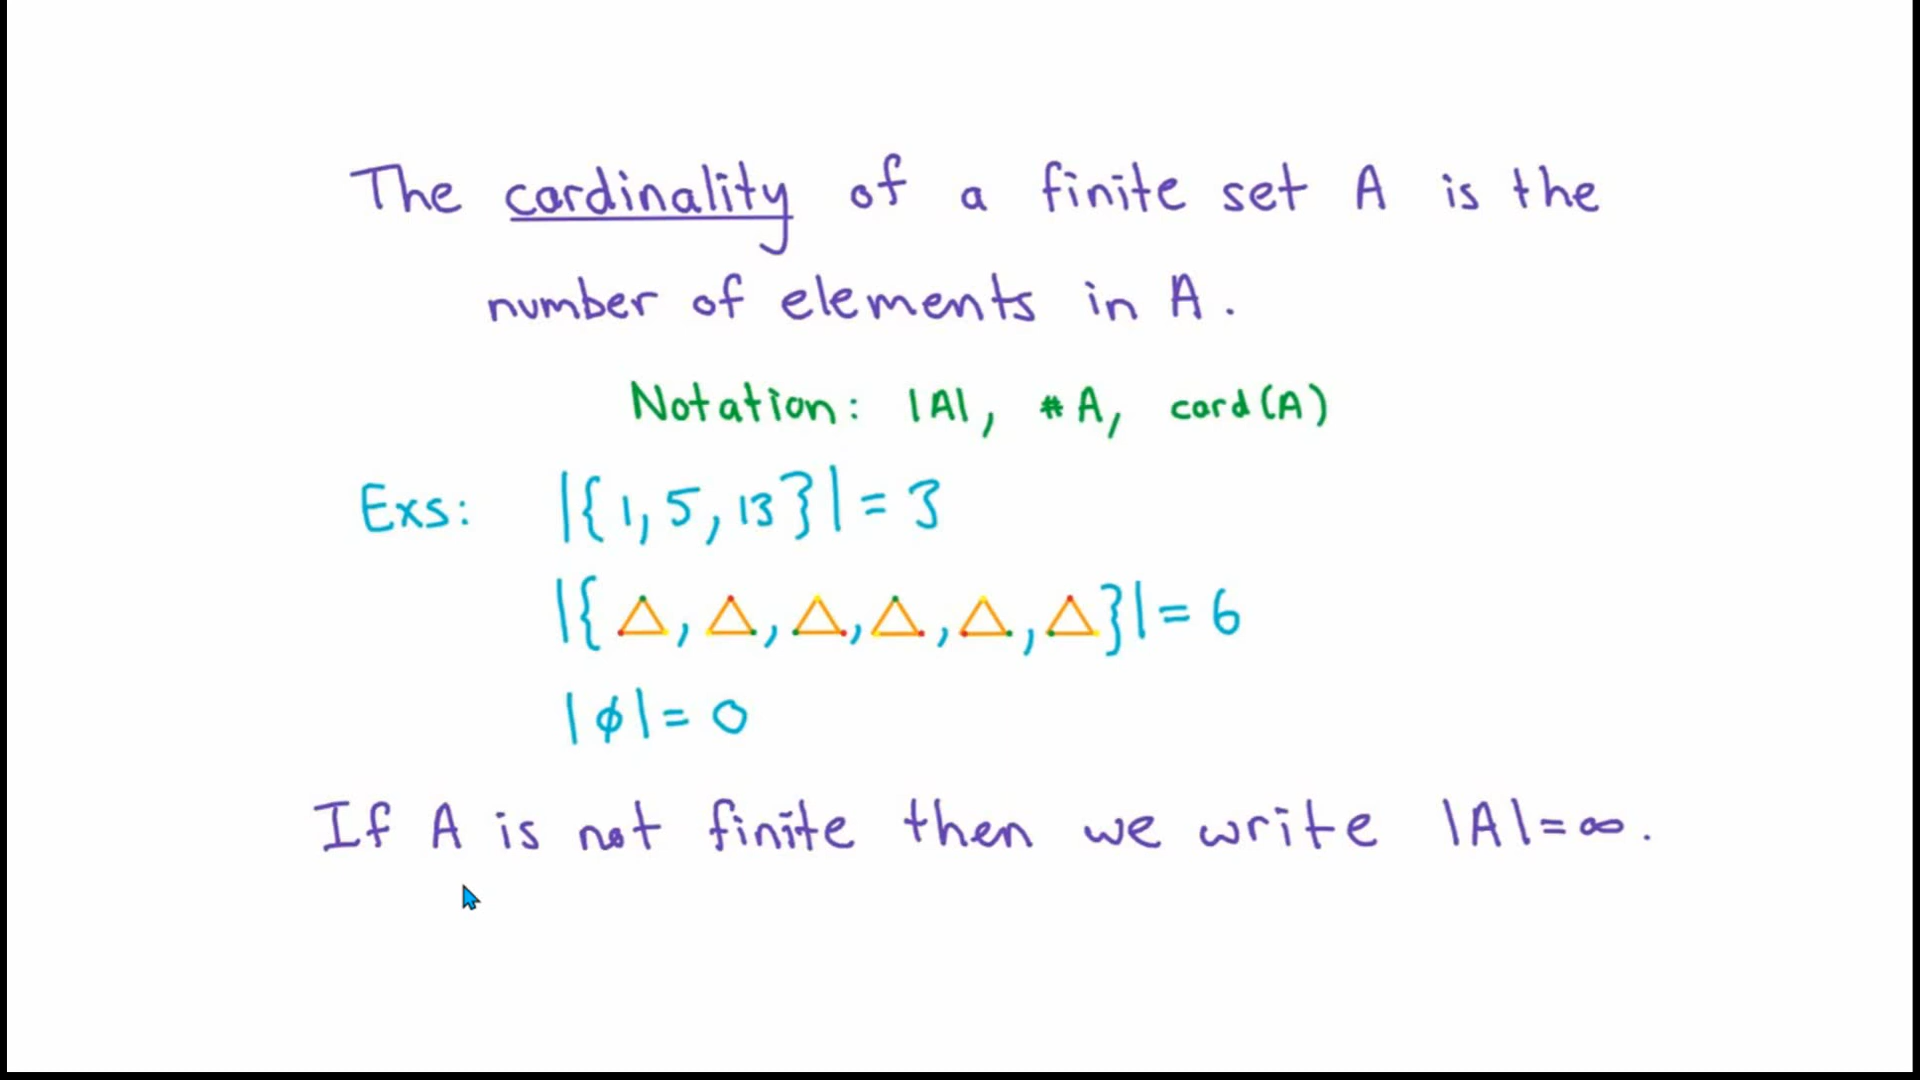 The cardinality of a finite set A is the
number of elements in A.
Notation: |A|, #A, card(A)
Exs: |{1, 5, 13}| = 3
|{△, △, △, △, △, △}| = 6
|ϕ| = 0
If A is not finite then we write |A| = ∞.